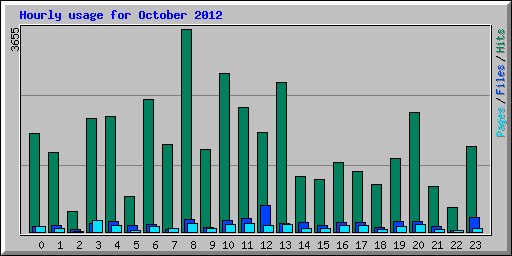 Hourly usage for October 2012
3655
Pages / Files / Hits
0 1 2 3 4 5 6 7 8 9 10 11 12 13 14 15 16 17 18 19 20 21 22 23